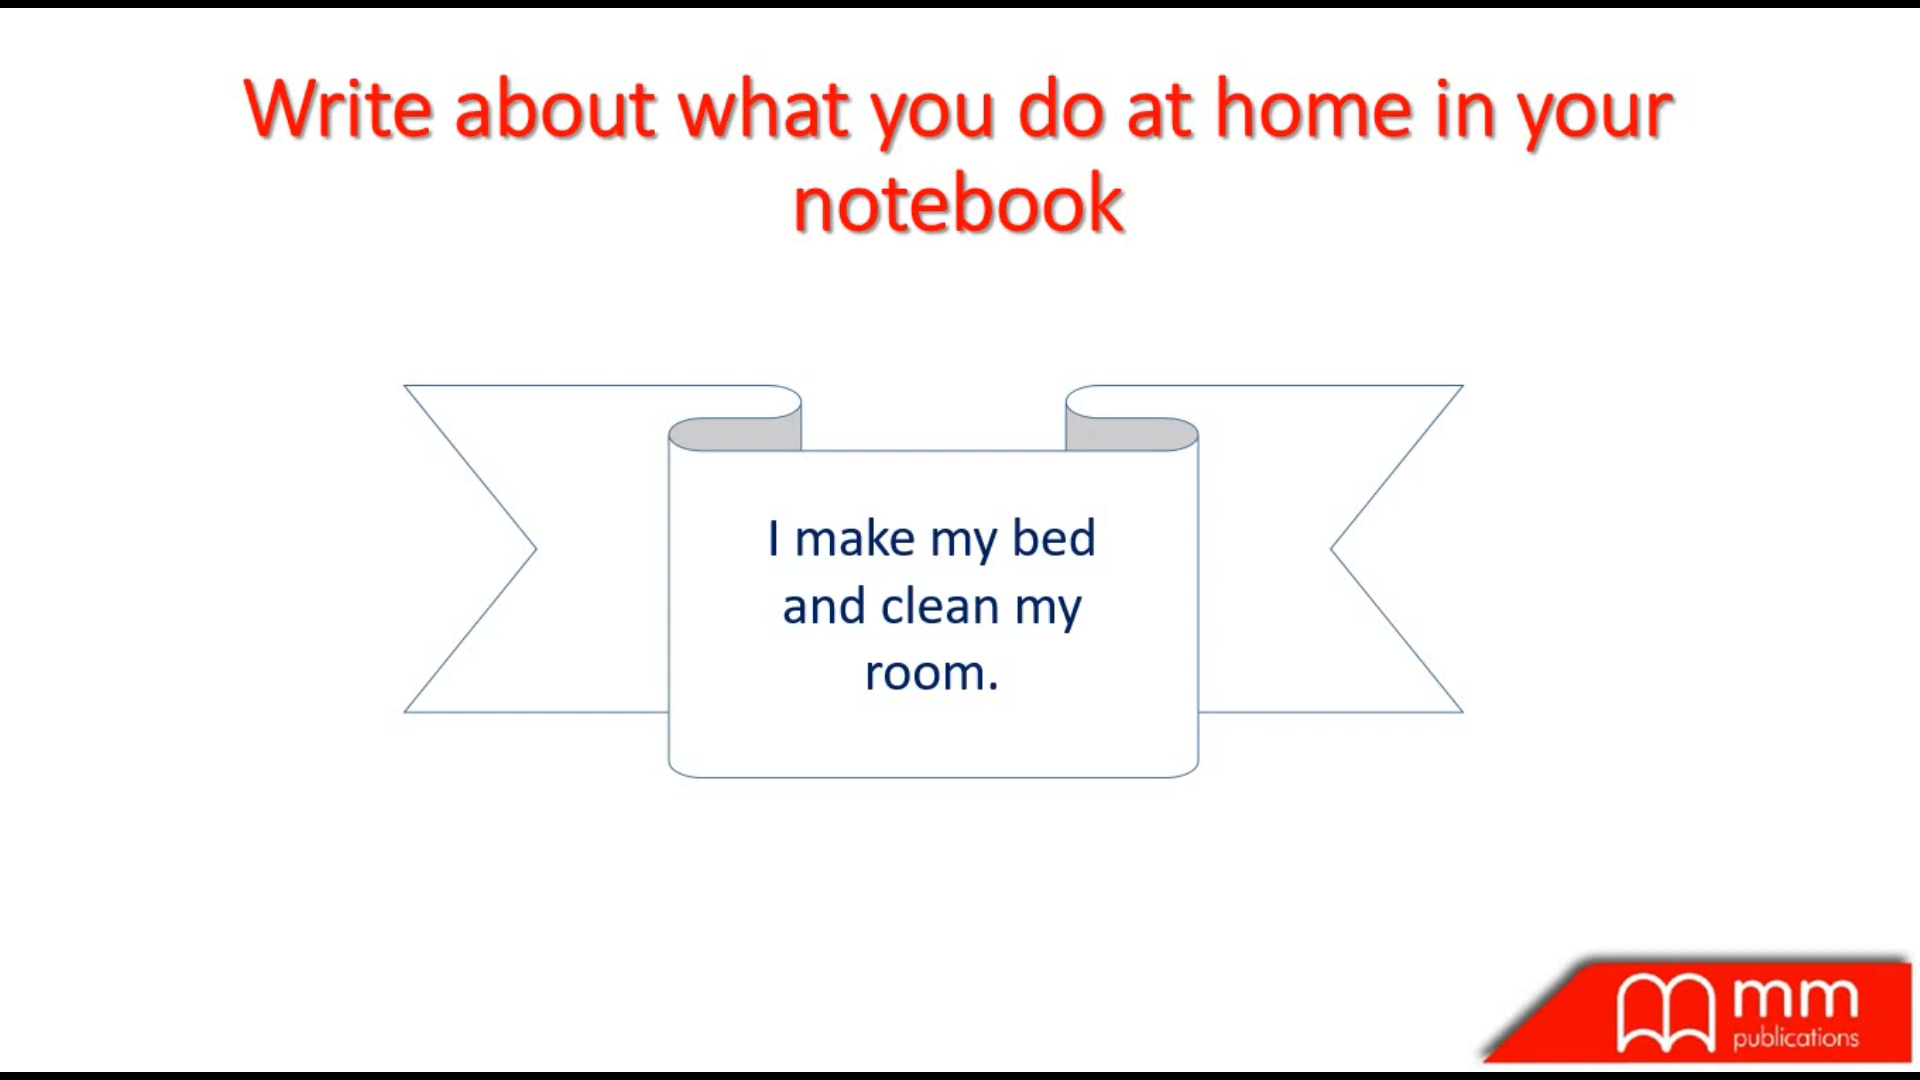 Write about what you do at home in your
notebook
I make my bed
and clean my
room.
mm
publications